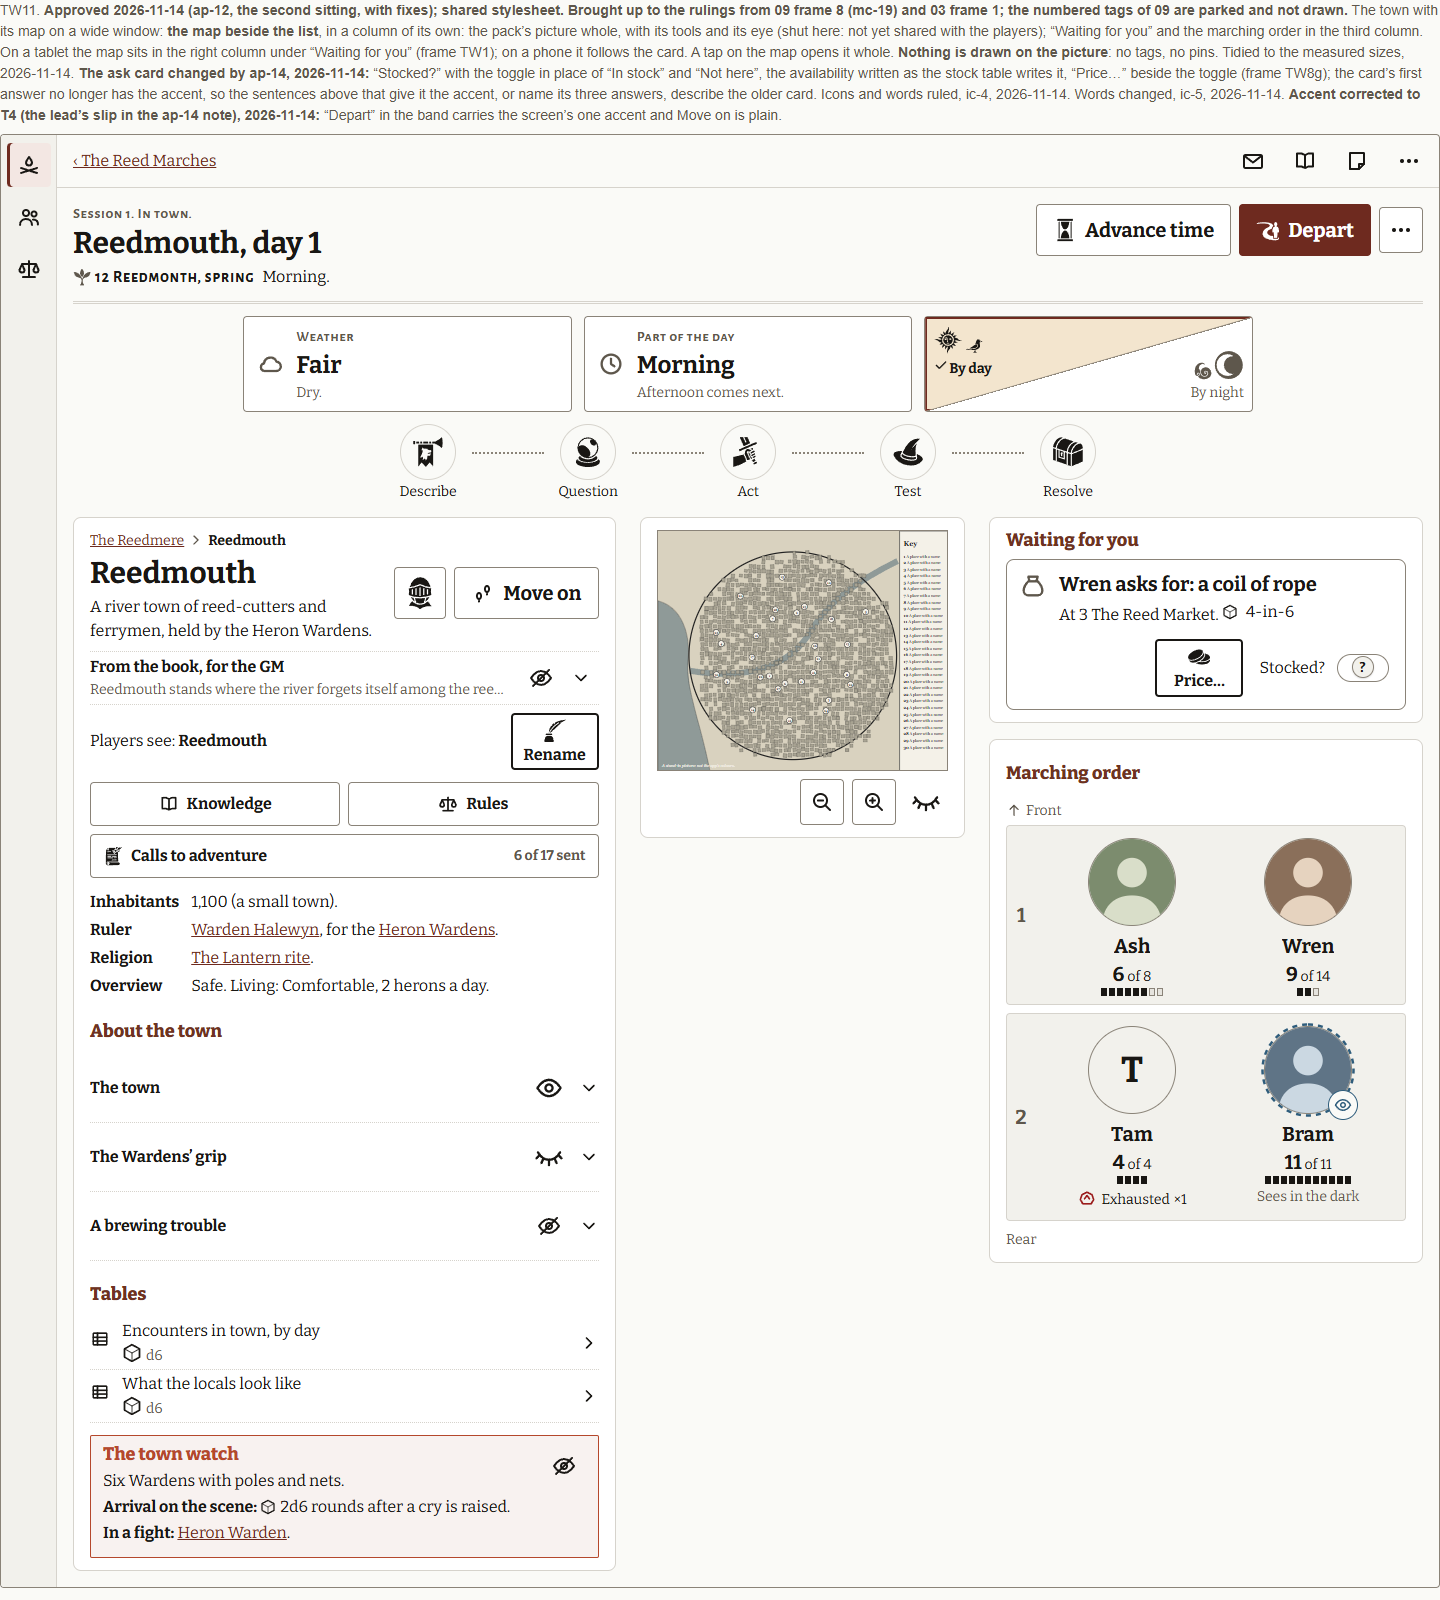 TW11. Approved 2026-11-14 (ap-12, the second sitting, with fixes); shared stylesheet. Brought up to the rulings from 09 frame 8 (mc-19) and 03 frame 1; the numbered tags of 09 are parked and not drawn. The town with
its map on a wide window: the map beside the list, in a column of its own: the pack's picture whole, with its tools and its eye (shut here: not yet shared with the players); “Waiting for you” and the marching order in the third column.
On a tablet the map sits in the right column under “Waiting for you” (frame TW1); on a phone it follows the card. A tap on the map opens it whole. Nothing is drawn on the picture: no tags, no pins. Tidied to the measured sizes,
2026-11-14. The ask card changed by ap-14, 2026-11-14: “Stocked?” with the toggle in place of “In stock” and “Not here”, the availability written as the stock table writes it, “Price…” beside the toggle (frame TW8g); the card's first
answer no longer has the accent, so the sentences above that give it the accent, or name its three answers, describe the older card. Icons and words ruled, ic-4, 2026-11-14. Words changed, ic-5, 2026-11-14. Accent corrected to
T4 (the lead's slip in the ap-14 note), 2026-11-14: “Depart” in the band carries the screen's one accent and Move on is plain.
‹ The Reed Marches
Session 1. In town.
Reedmouth, day 1
12 Reedmonth, spring Morning.
Advance time
Depart
Weather
Fair
Dry.
Part of the day
Morning
Afternoon comes next.
By day
By night
Describe
Question
Act
Test
Resolve
The Reedmere > Reedmouth
Reedmouth
A river town of reed-cutters and
ferrymen, held by the Heron Wardens.
Move on
From the book, for the GM
Reedmouth stands where the river forgets itself among the ree...
Players see: Reedmouth
Rename
Knowledge
Rules
Calls to adventure
6 of 17 sent
Inhabitants 1,100 (a small town).
Ruler Warden Halewyn, for the Heron Wardens.
Religion The Lantern rite.
Overview Safe. Living: Comfortable, 2 herons a day.
About the town
The town
The Wardens’ grip
A brewing trouble
Tables
Encounters in town, by day
d6
What the locals look like
d6
The town watch
Six Wardens with poles and nets.
Arrival on the scene: 2d6 rounds after a cry is raised.
In a fight: Heron Warden.
Key
Waiting for you
Wren asks for: a coil of rope
At 3 The Reed Market. 4-in-6
Price...
Stocked?
?
Marching order
↑ Front
1
Ash
6 of 8
Wren
9 of 14
2
T
Tam
4 of 4
Exhausted ×1
Bram
11 of 11
Sees in the dark
Rear